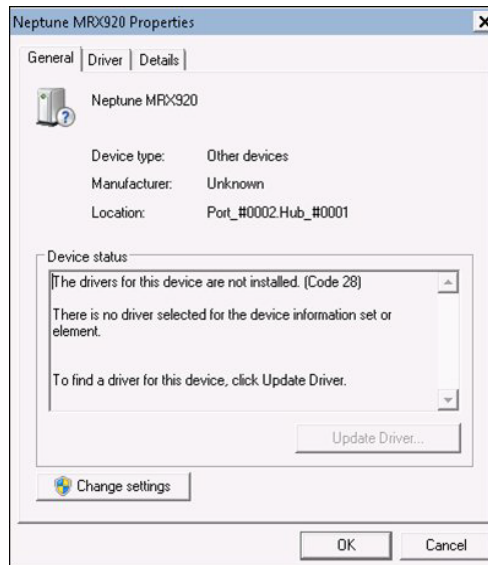 Neptune MRX920 Properties
General Driver Details
Neptune MRX920
Device type: Other devices
Manufacturer: Unknown
Location: Port_#0002.Hub_#0001
Device status
The drivers for this device are not installed. (Code 28)
There is no driver selected for the device information set or
element.
To find a driver for this device, click Update Driver.
Update Driver...
Change settings
OK Cancel